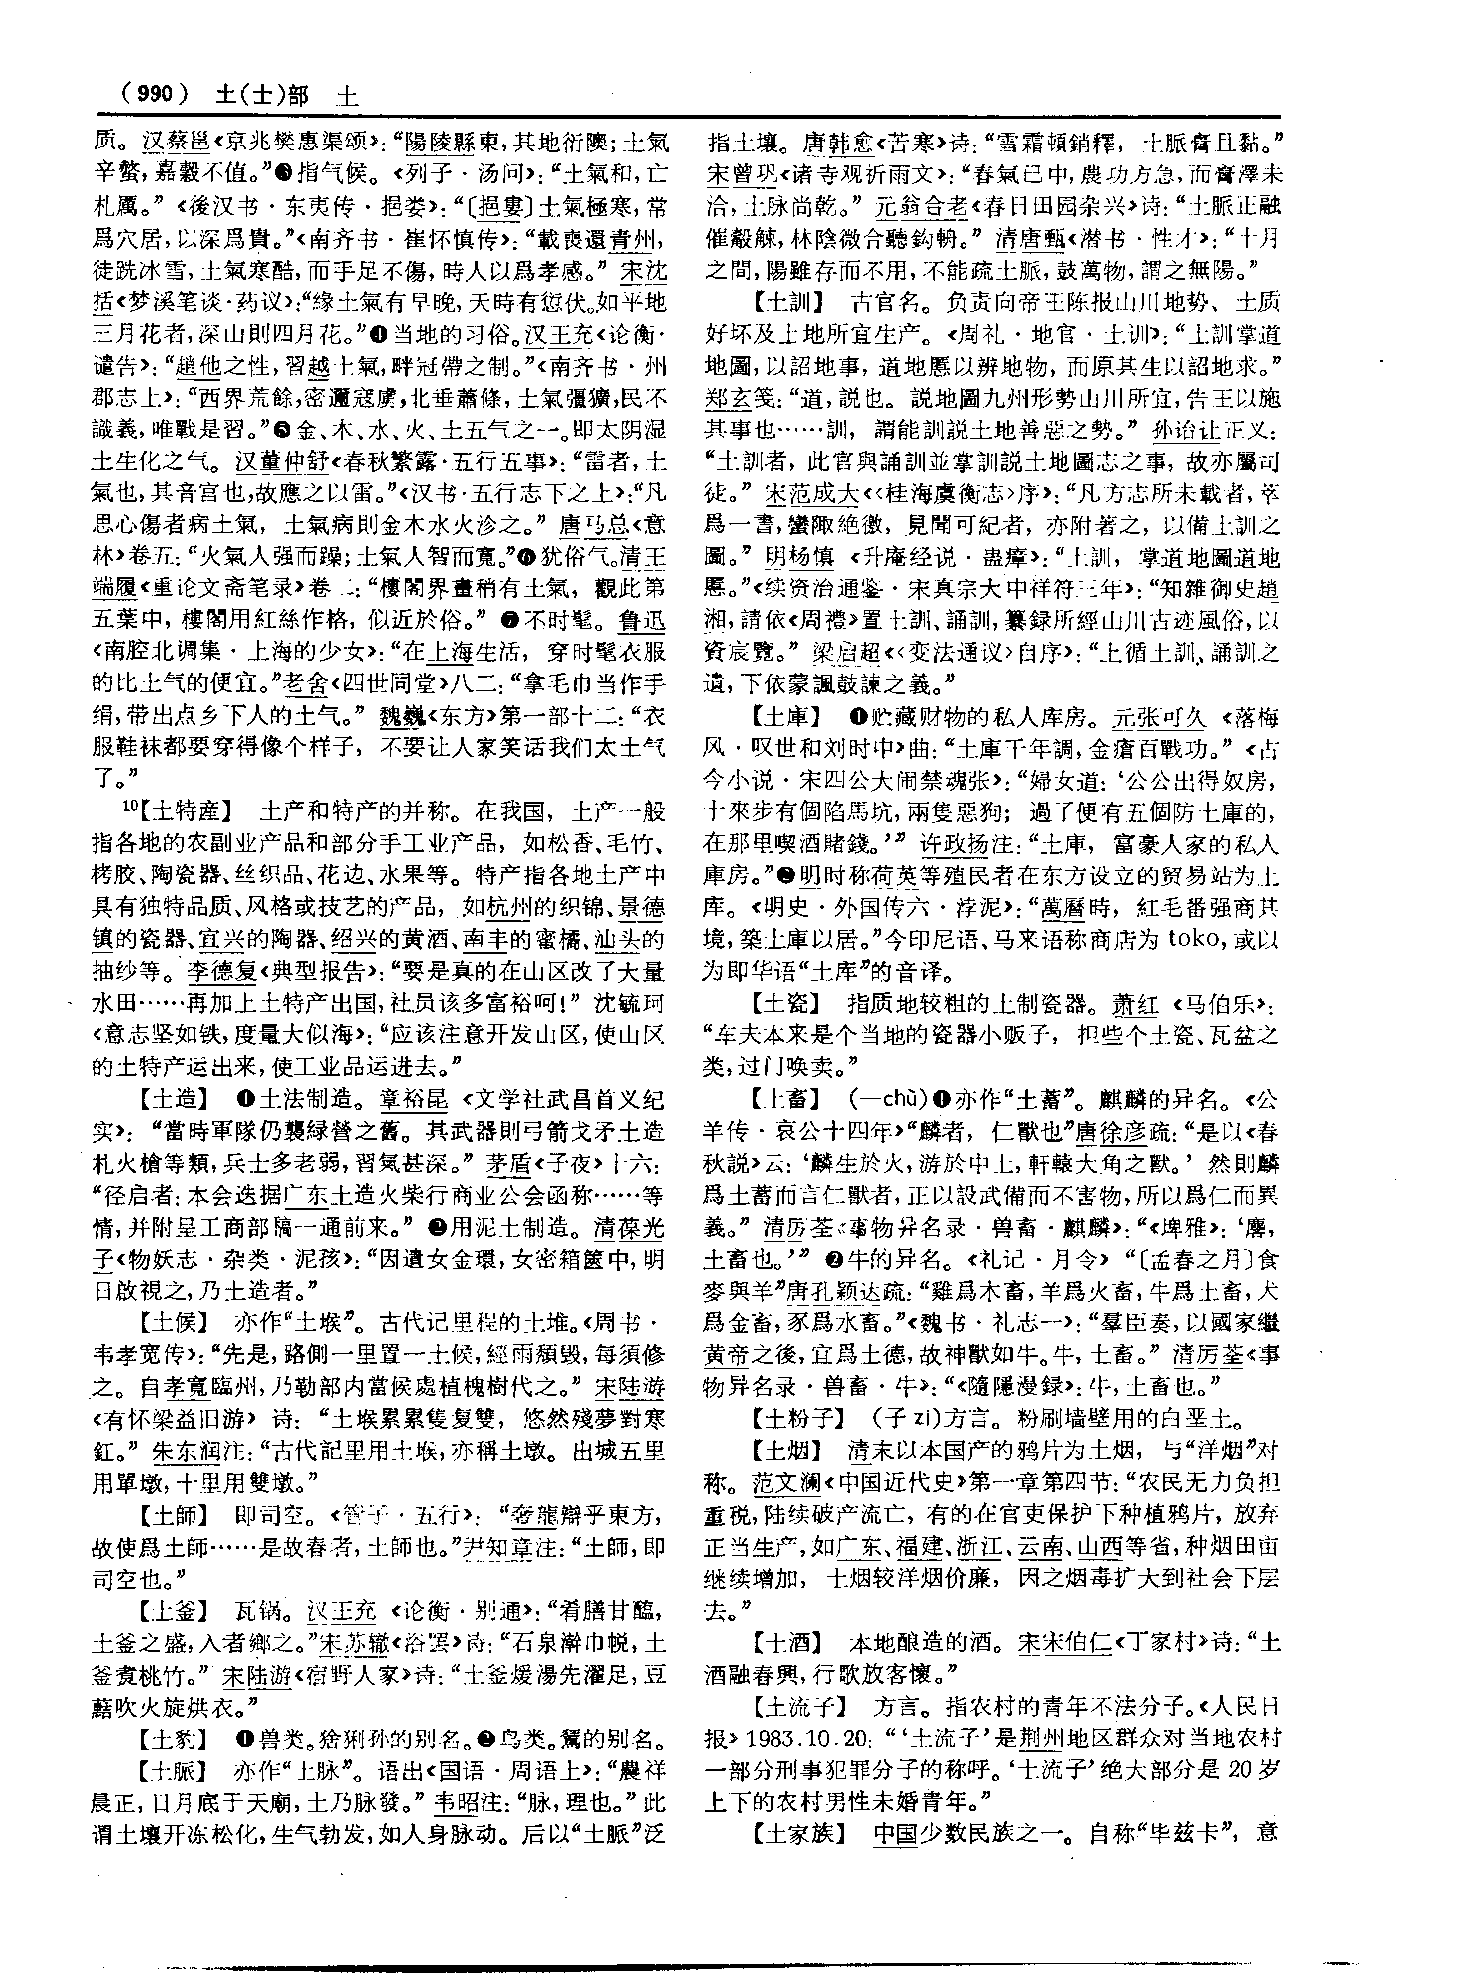 （990） 土(士)部 土
质。汉蔡邕《京兆樊惠渠颂》：“陽陵縣東，其地衍隩；土氣
辛螫，嘉穀不值。”❸指气候。《列子·汤问》：“土氣和，亡
札厲。”《後汉书·东夷传·挹娄》：“〔挹婁〕土氣極寒，常
爲穴居，以深爲貴。”《南齐书·崔怀慎传》：“載喪還青州，
徒跣冰雪，土氣寒酷，而手足不傷，時人以爲孝感。”宋沈
括《梦溪笔谈·药议》：“緣土氣有早晚，天時有愆伏。如平地
三月花者，深山則四月花。”❹当地的习俗。汉王充《论衡·
谴告》：“趙他之性，習越土氣，畔冠帶之制。”《南齐书·州
郡志上》：“西界荒餘，密邇寇虜，北垂蕭條，土氣彊獷，民不
識義，唯戰是習。”❺金、木、水、火、土五气之一。即太阴湿
土生化之气。汉董仲舒《春秋繁露·五行五事》：“雷者，土
氣也，其音宫也，故應之以雷。”《汉书·五行志下之上》：“凡
思心傷者病土氣，土氣病則金木水火沴之。”唐马总《意
林》卷五：“火氣人强而躁；土氣人智而寬。”❻犹俗气。清王
端履《重论文斋笔录》卷二：“樓閣界畫稍有土氣，觀此第
五葉中，樓閣用紅絲作格，似近於俗。”❼不时髦。鲁迅
《南腔北调集·上海的少女》：“在上海生活，穿时髦衣服
的比土气的便宜。”老舍《四世同堂》八二：“拿毛巾当作手
绢，带出点乡下人的土气。”魏巍《东方》第一部十二：“衣
服鞋袜都要穿得像个样子，不要让人家笑话我们太土气
了。”
10【土特産】 土产和特产的并称。在我国，土产一般
指各地的农副业产品和部分手工业产品，如松香、毛竹、
栲胶、陶瓷器、丝织品、花边、水果等。特产指各地土产中
具有独特品质、风格或技艺的产品，如杭州的织锦、景德
镇的瓷器、宜兴的陶器、绍兴的黄酒、南丰的蜜橘、汕头的
抽纱等。李德复《典型报告》：“要是真的在山区改了大量
水田……再加上土特产出国，社员该多富裕呵！”沈毓珂
《意志坚如铁，度量大似海》：“应该注意开发山区，使山区
的土特产运出来，使工业品运进去。”
【土造】 ❶土法制造。章裕昆《文学社武昌首义纪
实》：“當時軍隊仍襲緑營之舊。其武器則弓箭戈矛土造
札火槍等類，兵士多老弱，習氣甚深。”茅盾《子夜》十六：
“径启者：本会迭据广东土造火柴行商业公会函称……等
情，并附呈工商部稿一通前来。”❷用泥土制造。清葆光
子《物妖志·杂类·泥孩》：“因遺女金環，女密箱篋中，明
日啟視之，乃土造者。”
【土候】 亦作“土堠”。古代记里程的土堆。《周书·
韦孝宽传》：“先是，路側一里置一土候，經雨頹毁，每須修
之。自孝寬臨州，乃勒部内當候處植槐樹代之。”宋陆游
《有怀梁益旧游》诗：“土堠累累隻复雙，悠然殘夢對寒
釭。”朱东润注：“古代記里用土堠，亦稱土墩。出城五里
用單墩，十里用雙墩。”
【土師】 即司空。《管子·五行》：“奢龍辯乎東方，
故使爲土師……是故春者，土師也。”尹知章注：“土師，即
司空也。”
【土釜】 瓦锅。汉王充《论衡·别通》：“肴膳甘醢，
土釜之盛，入者鄉之。”宋苏辙《浴罢》诗：“石泉澣巾帨，土
釜煮桃竹。”宋陆游《宿野人家》诗：“土釜煖湯先濯足，豆
藍吹火旋烘衣。”
【土豹】 ❶兽类。猞猁狲的别名。❷鸟类。鵟的别名。
【土脈】 亦作“土脉”。语出《国语·周语上》：“農祥
晨正，日月底于天廟，土乃脉發。”韦昭注：“脉，理也。”此
谓土壤开冻松化，生气勃发，如人身脉动。后以“土脈”泛
指土壤。唐韩愈《苦寒》诗：“雪霜頓銷釋，土脈膏且黏。”
宋曾巩《诸寺观祈雨文》：“春氣已中，農功方急，而膏澤未
洽，土脉尚乾。”元翁合老《春日田园杂兴》诗：“土脈正融
催觳觫，林陰微合聽鈎輈。”清唐甄《潜书·性才》：“十月
之間，陽雖存而不用，不能疏土脈，鼓萬物，謂之無陽。”
【土訓】 古官名。负责向帝王陈报山川地势、土质
好坏及土地所宜生产。《周礼·地官·土训》：“土訓掌道
地圖，以詔地事，道地慝以辨地物，而原其生以詔地求。”
郑玄笺：“道，説也。説地圖九州形勢山川所宜，告王以施
其事也……訓，謂能訓説土地善惡之勢。”孙诒让正义：
“土訓者，此官與誦訓並掌訓説土地圖志之事，故亦屬司
徒。”宋范成大《〈桂海虞衡志〉序》：“凡方志所未載者，萃
爲一書，蠻陬絶徼，見聞可紀者，亦附著之，以備土訓之
圖。”明杨慎《升庵经说·蛊瘴》：“土訓，掌道地圖道地
慝。”《续资治通鉴·宋真宗大中祥符三年》：“知雜御史趙
湘，請依《周禮》置土訓、誦訓，纂録所經山川古迹風俗，以
資宸覽。”梁启超《〈变法通议〉自序》：“上循土訓、誦訓之
遺，下依蒙諷鼓諫之義。”
【土庫】 ❶贮藏财物的私人库房。元张可久《落梅
风·叹世和刘时中》曲：“土庫千年調，金瘡百戰功。”《古
今小说·宋四公大闹禁魂张》：“婦女道：‘公公出得奴房，
十來步有個陷馬坑，兩隻惡狗；過了便有五個防土庫的，
在那里喫酒賭錢。’”许政扬注：“土庫，富豪人家的私人
庫房。”❷明时称荷英等殖民者在东方设立的贸易站为土
库。《明史·外国传六·浡泥》：“萬曆時，紅毛番强商其
境，築土庫以居。”今印尼语、马来语称商店为toko，或以
为即华语“土库”的音译。
【土瓷】 指质地较粗的土制瓷器。萧红《马伯乐》：
“车夫本来是个当地的瓷器小贩子，担些个土瓷、瓦盆之
类，过门唤卖。”
【土畜】 （—chù）❶亦作“土蓄”。麒麟的异名。《公
羊传·哀公十四年》“麟者，仁獸也”唐徐彦疏：“是以《春
秋説》云：‘麟生於火，游於中土，軒轅大角之獸。’然則麟
爲土蓄而言仁獸者，正以設武備而不害物，所以爲仁而異
義。”清厉荃《事物异名录·兽畜·麒麟》：“《埤雅》：‘麐，
土畜也。’”❷牛的异名。《礼记·月令》“〔孟春之月〕食
麥與羊”唐孔颖达疏：“雞爲木畜，羊爲火畜，牛爲土畜，犬
爲金畜，豕爲水畜。”《魏书·礼志一》：“羣臣奏，以國家繼
黄帝之後，宜爲土德，故神獸如牛。牛，土畜。”清厉荃《事
物异名录·兽畜·牛》：“《隨隱漫録》：牛，土畜也。”
【土粉子】 （子 zi）方言。粉刷墙壁用的白垩土。
【土烟】 清末以本国产的鸦片为土烟，与“洋烟”对
称。范文澜《中国近代史》第一章第四节：“农民无力负担
重税，陆续破产流亡，有的在官吏保护下种植鸦片，放弃
正当生产，如广东、福建、浙江、云南、山西等省，种烟田亩
继续增加，土烟较洋烟价廉，因之烟毒扩大到社会下层
去。”
【土酒】 本地酿造的酒。宋宋伯仁《丁家村》诗：“土
酒融春興，行歌放客懷。”
【土流子】 方言。指农村的青年不法分子。《人民日
报》1983.10.20：“‘土流子’是荆州地区群众对当地农村
一部分刑事犯罪分子的称呼。‘土流子’绝大部分是20岁
上下的农村男性未婚青年。”
【土家族】 中国少数民族之一。自称“毕兹卡”，意